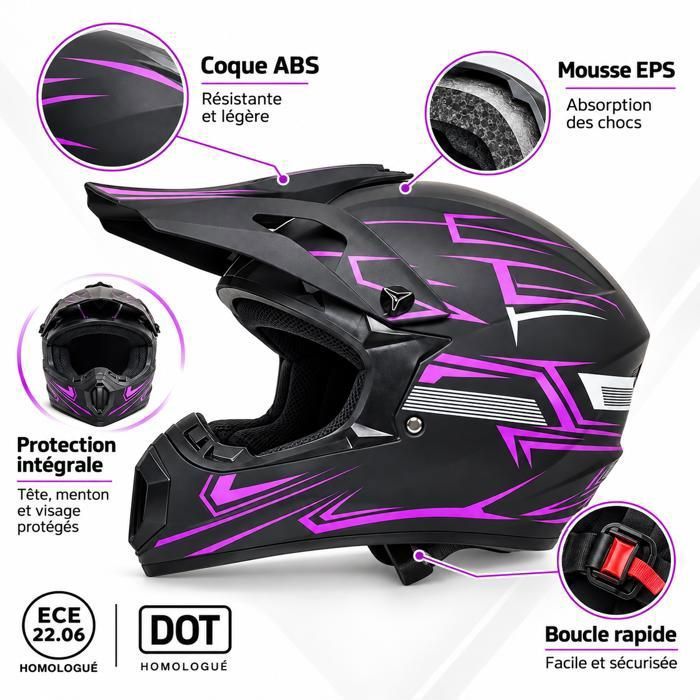 Coque ABS
Résistante
et légère
Mousse EPS
Absorption
des chocs
Protection
intégrale
Tête, menton
et visage
protégés
ECE
22.06
HOMOLOGUÉ
DOT
HOMOLOGUÉ
Boucle rapide
Facile et sécurisée